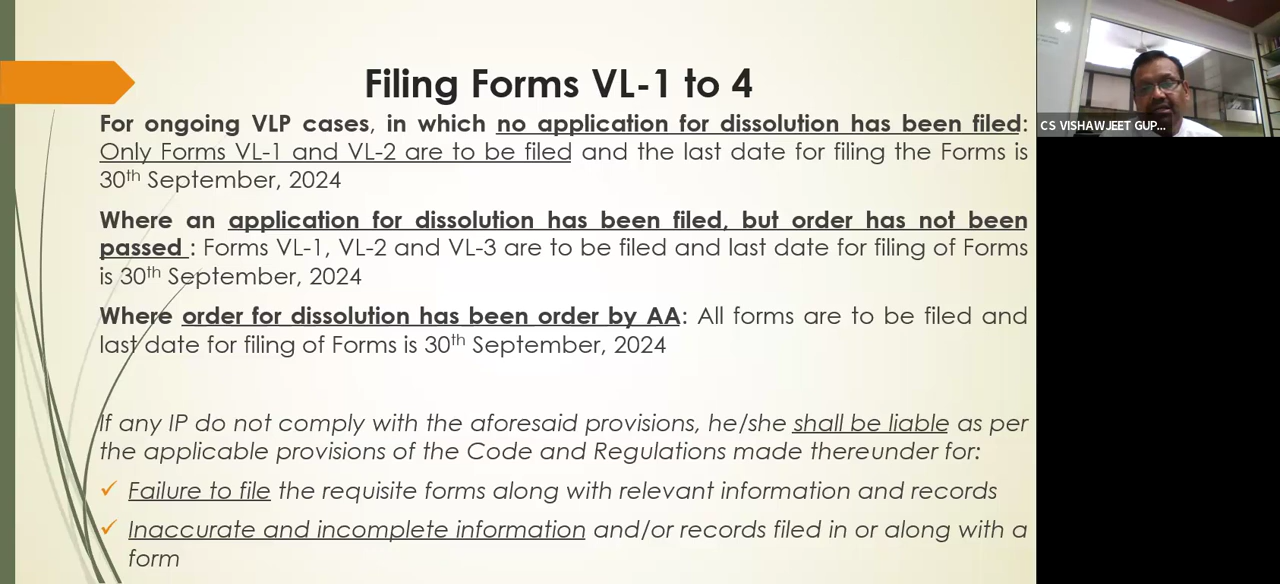 Filing Forms VL-1 to 4
For ongoing VLP cases, in which no application for dissolution has been filed:
Only Forms VL-1 and VL-2 are to be filed and the last date for filing the Forms is
30th September, 2024
Where an application for dissolution has been filed, but order has not been
passed : Forms VL-1, VL-2 and VL-3 are to be filed and last date for filing of Forms
is 30th September, 2024
Where order for dissolution has been order by AA: All forms are to be filed and
last date for filing of Forms is 30th September, 2024
If any IP do not comply with the aforesaid provisions, he/she shall be liable as per
the applicable provisions of the Code and Regulations made thereunder for:
✓ Failure to file the requisite forms along with relevant information and records
✓ Inaccurate and incomplete information and/or records filed in or along with a
form
CS VISHAWJEET GUP...